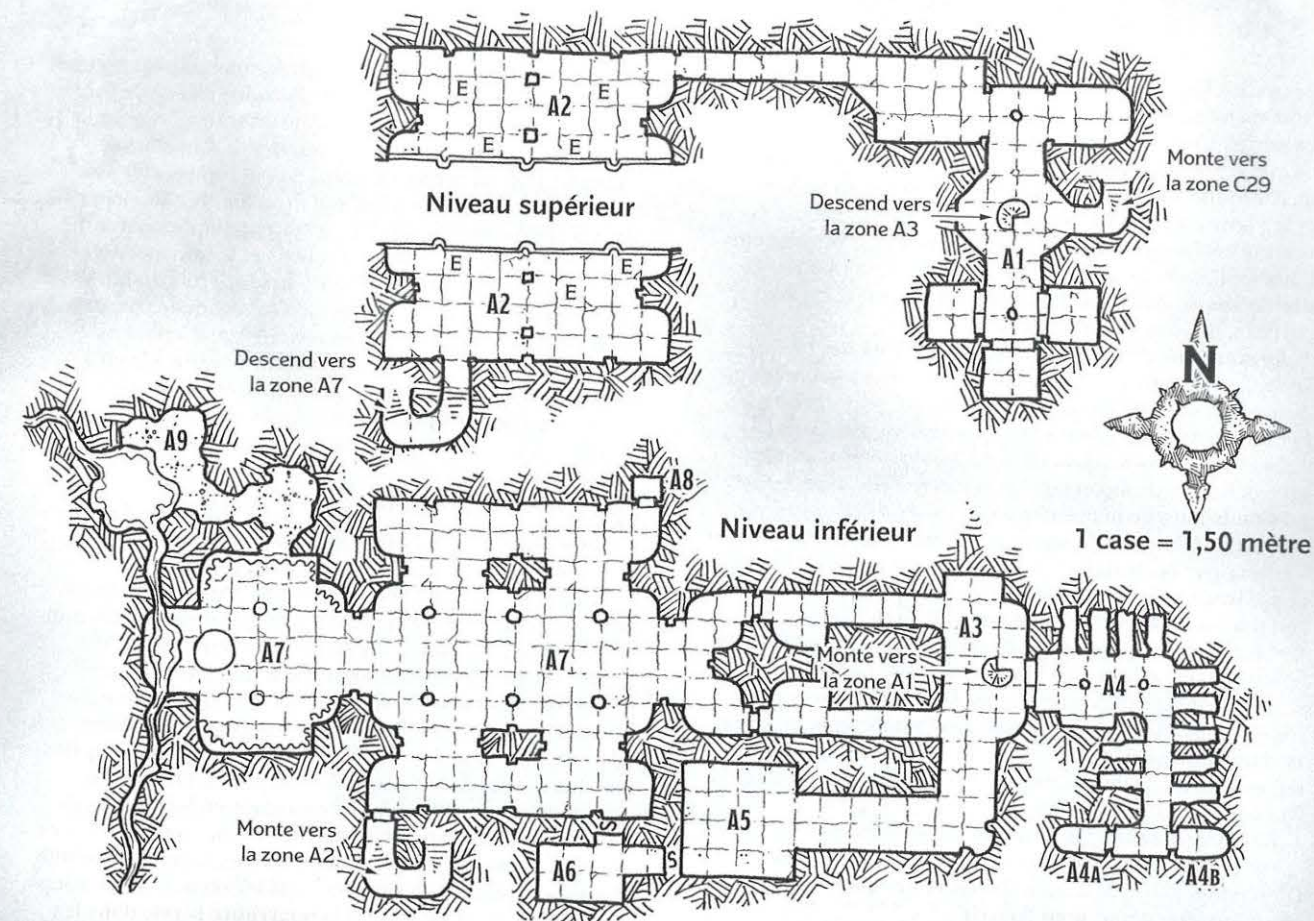 E
E
A2
E
E
Niveau supérieur
Monte vers
la zone C29
Descend vers
la zone A3
A1
E
E
E
A2
Descend vers
la zone A7
N
1 case = 1,50 mètre
A9
A8
Niveau inférieur
A7
A7
S
A3
Monte vers
la zone A1
A4
A5
S
A6
S
Monte vers
la zone A2
A4A
A4B